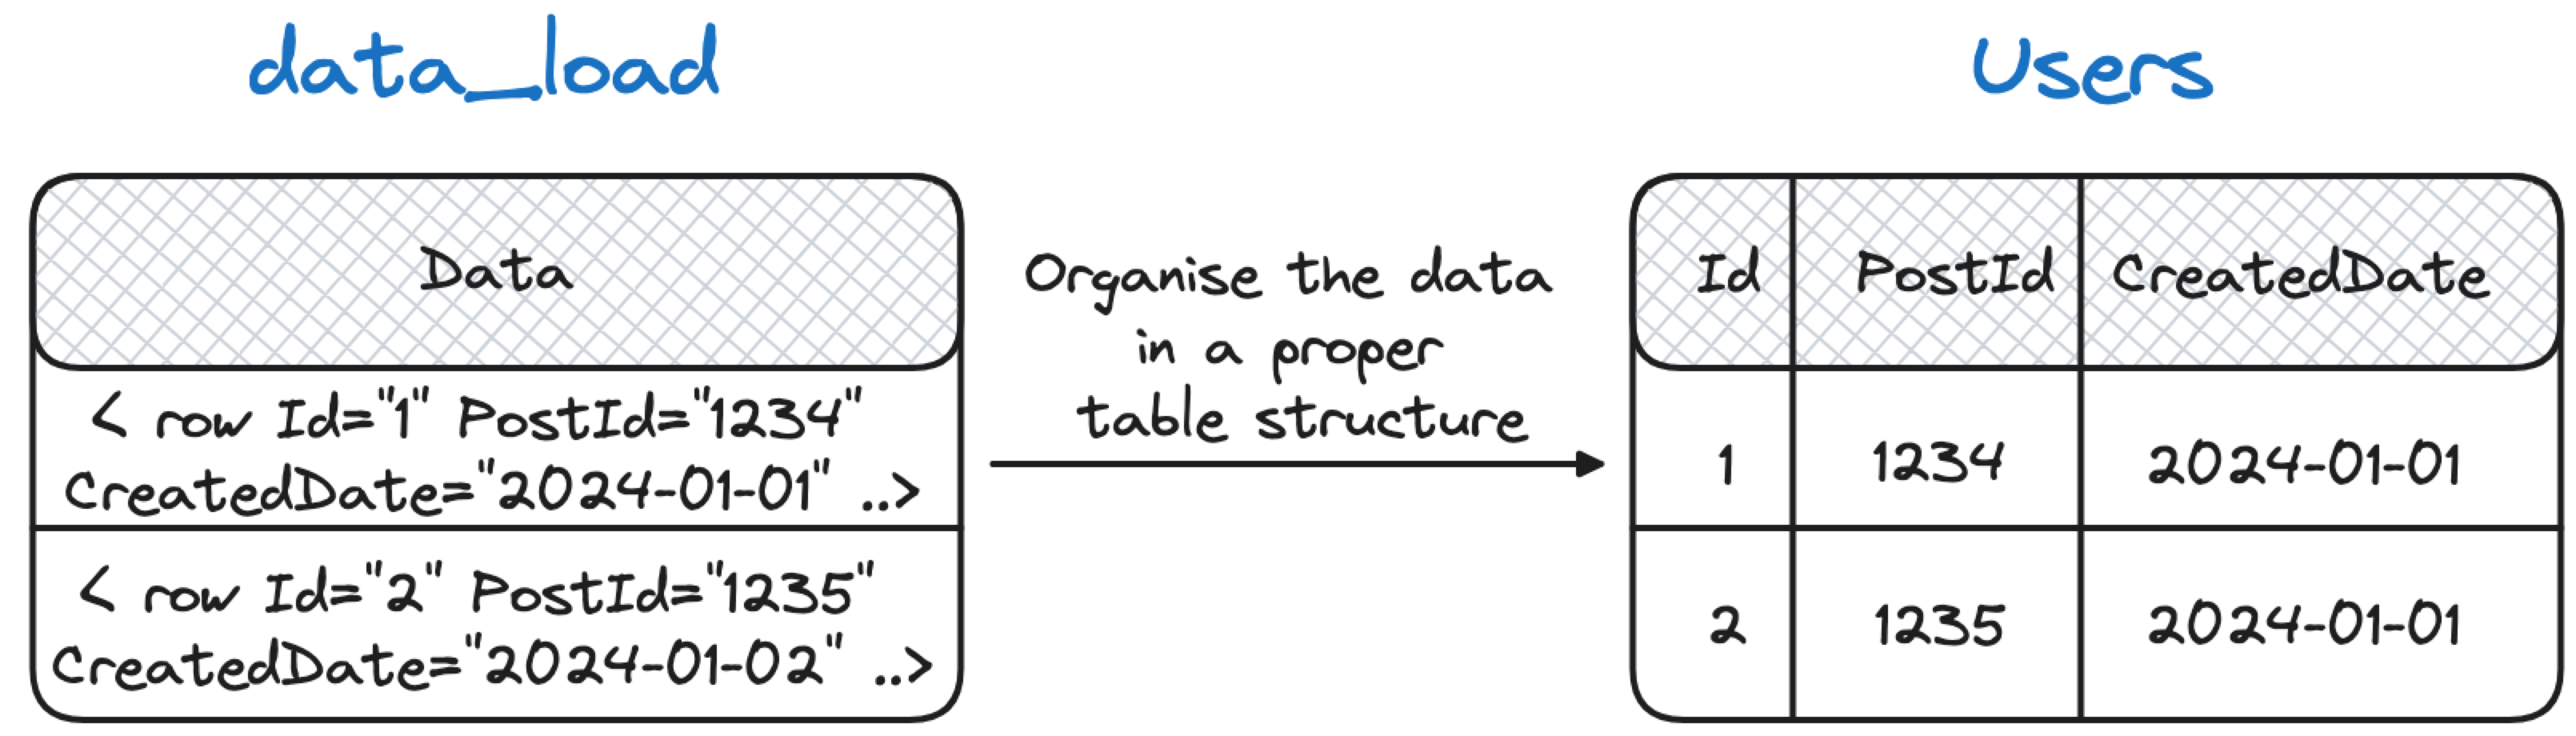 data_load
Data
< row Id="1" PostId="1234"
CreatedDate="2024-01-01" ..>
< row Id="2" PostId="1235"
CreatedDate="2024-01-02" ..>
Organise the data
in a proper
table structure
Users
Id PostId CreatedDate
1 1234 2024-01-01
2 1235 2024-01-01